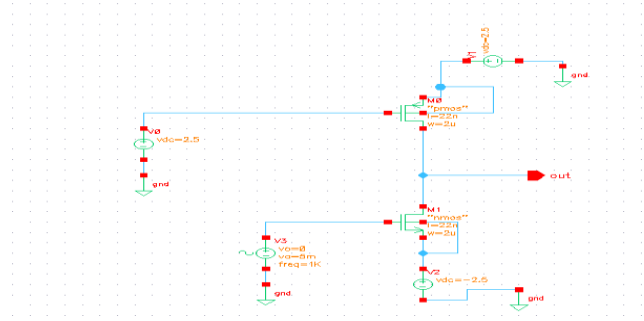 V1
vdc=2.5
gnd
M0
"pmos"
l=22n
w=2u
V0
vdc=2.5
gnd
out
M1
"nmos"
l=22n
w=2u
V3
vo=0
va=5m
freq=1K
gnd
V2
vdc=-2.5
gnd